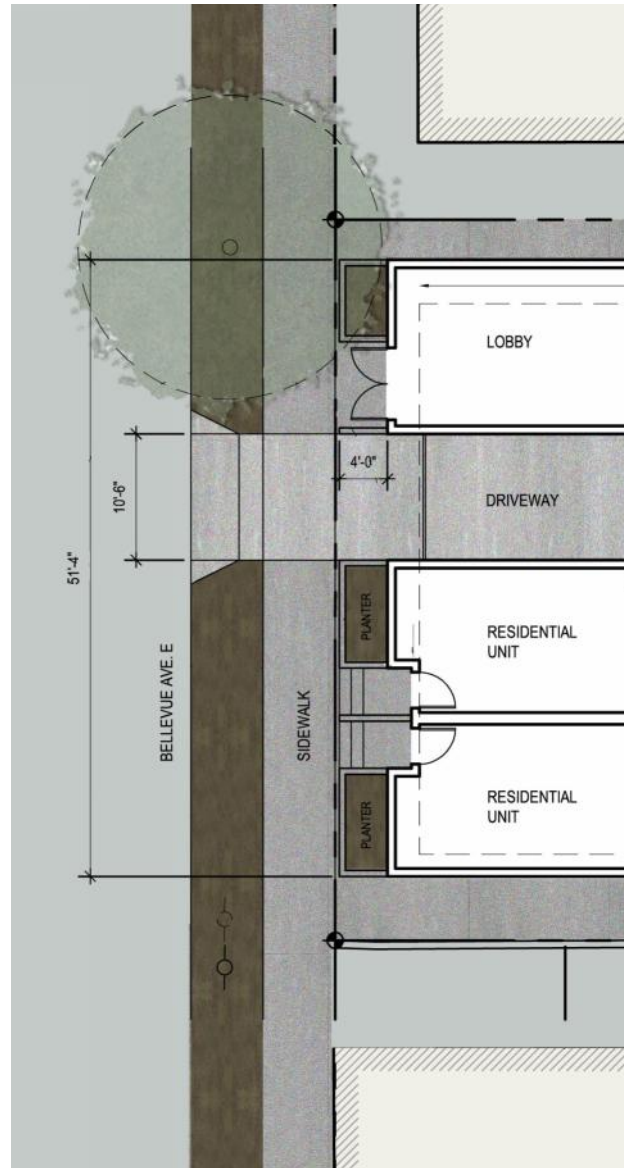 LOBBY
4'-0"
10'-6"
DRIVEWAY
51'-4"
PLANTER
RESIDENTIAL
UNIT
BELLEVUE AVE. E
SIDEWALK
PLANTER
RESIDENTIAL
UNIT